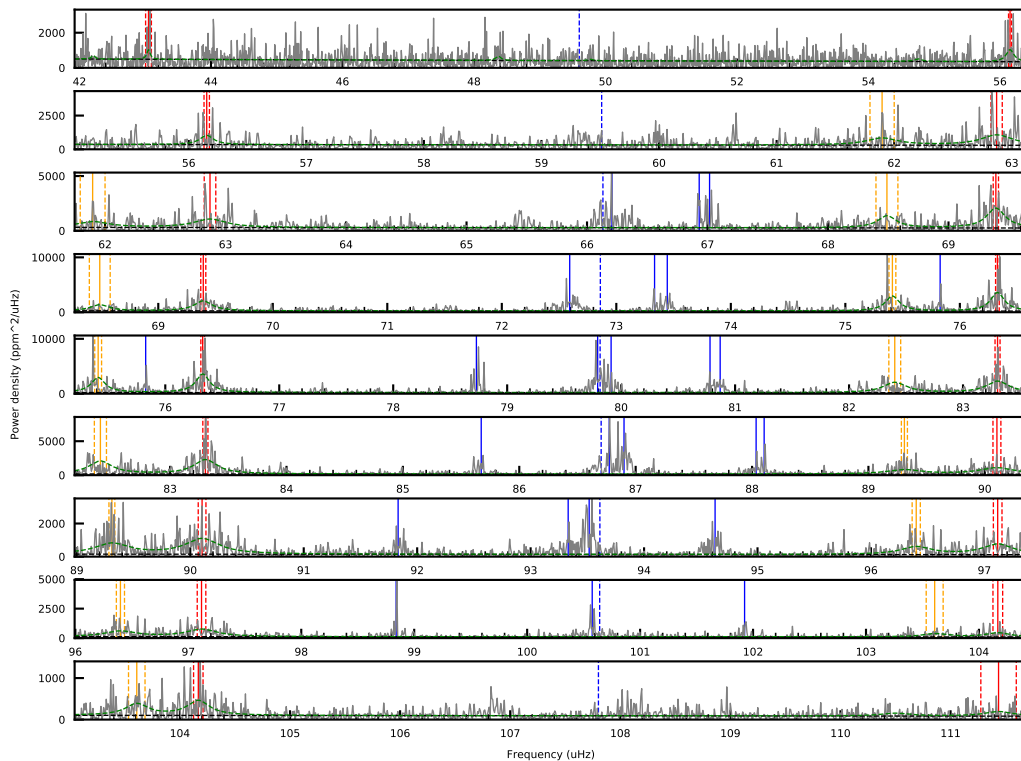 2000
0
42 44 46 48 50 52 54 56
2500
0
56 57 58 59 60 61 62 63
5000
0
62 63 64 65 66 67 68 69
10000
5000
0
69 70 71 72 73 74 75 76
10000
5000
0
76 77 78 79 80 81 82 83
5000
0
83 84 85 86 87 88 89 90
2000
0
89 90 91 92 93 94 95 96 97
5000
2500
0
96 97 98 99 100 101 102 103 104
1000
0
104 105 106 107 108 109 110 111
Power density (ppm^2/uHz)
Frequency (uHz)